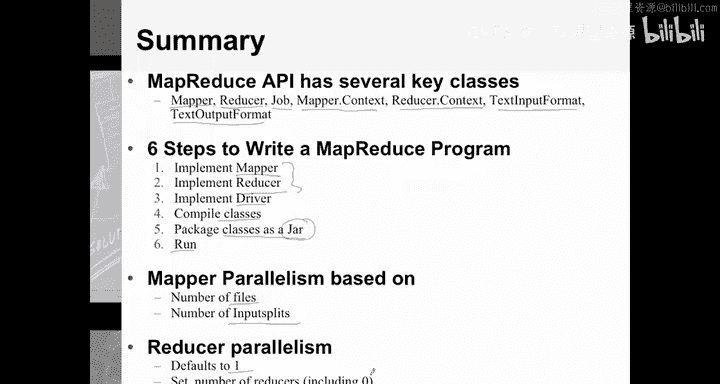 Summary
• MapReduce API has several key classes
– Mapper, Reducer, Job, Mapper.Context, Reducer.Context, TextInputFormat,
TextOutputFormat
• 6 Steps to Write a MapReduce Program
1. Implement Mapper
2. Implement Reducer
3. Implement Driver
4. Compile classes
5. Package classes as a Jar
6. Run
• Mapper Parallelism based on
– Number of files
– Number of Inputsplits
• Reducer parallelism
– Defaults to 1
– Set number of reducers (including 0)
bilibili